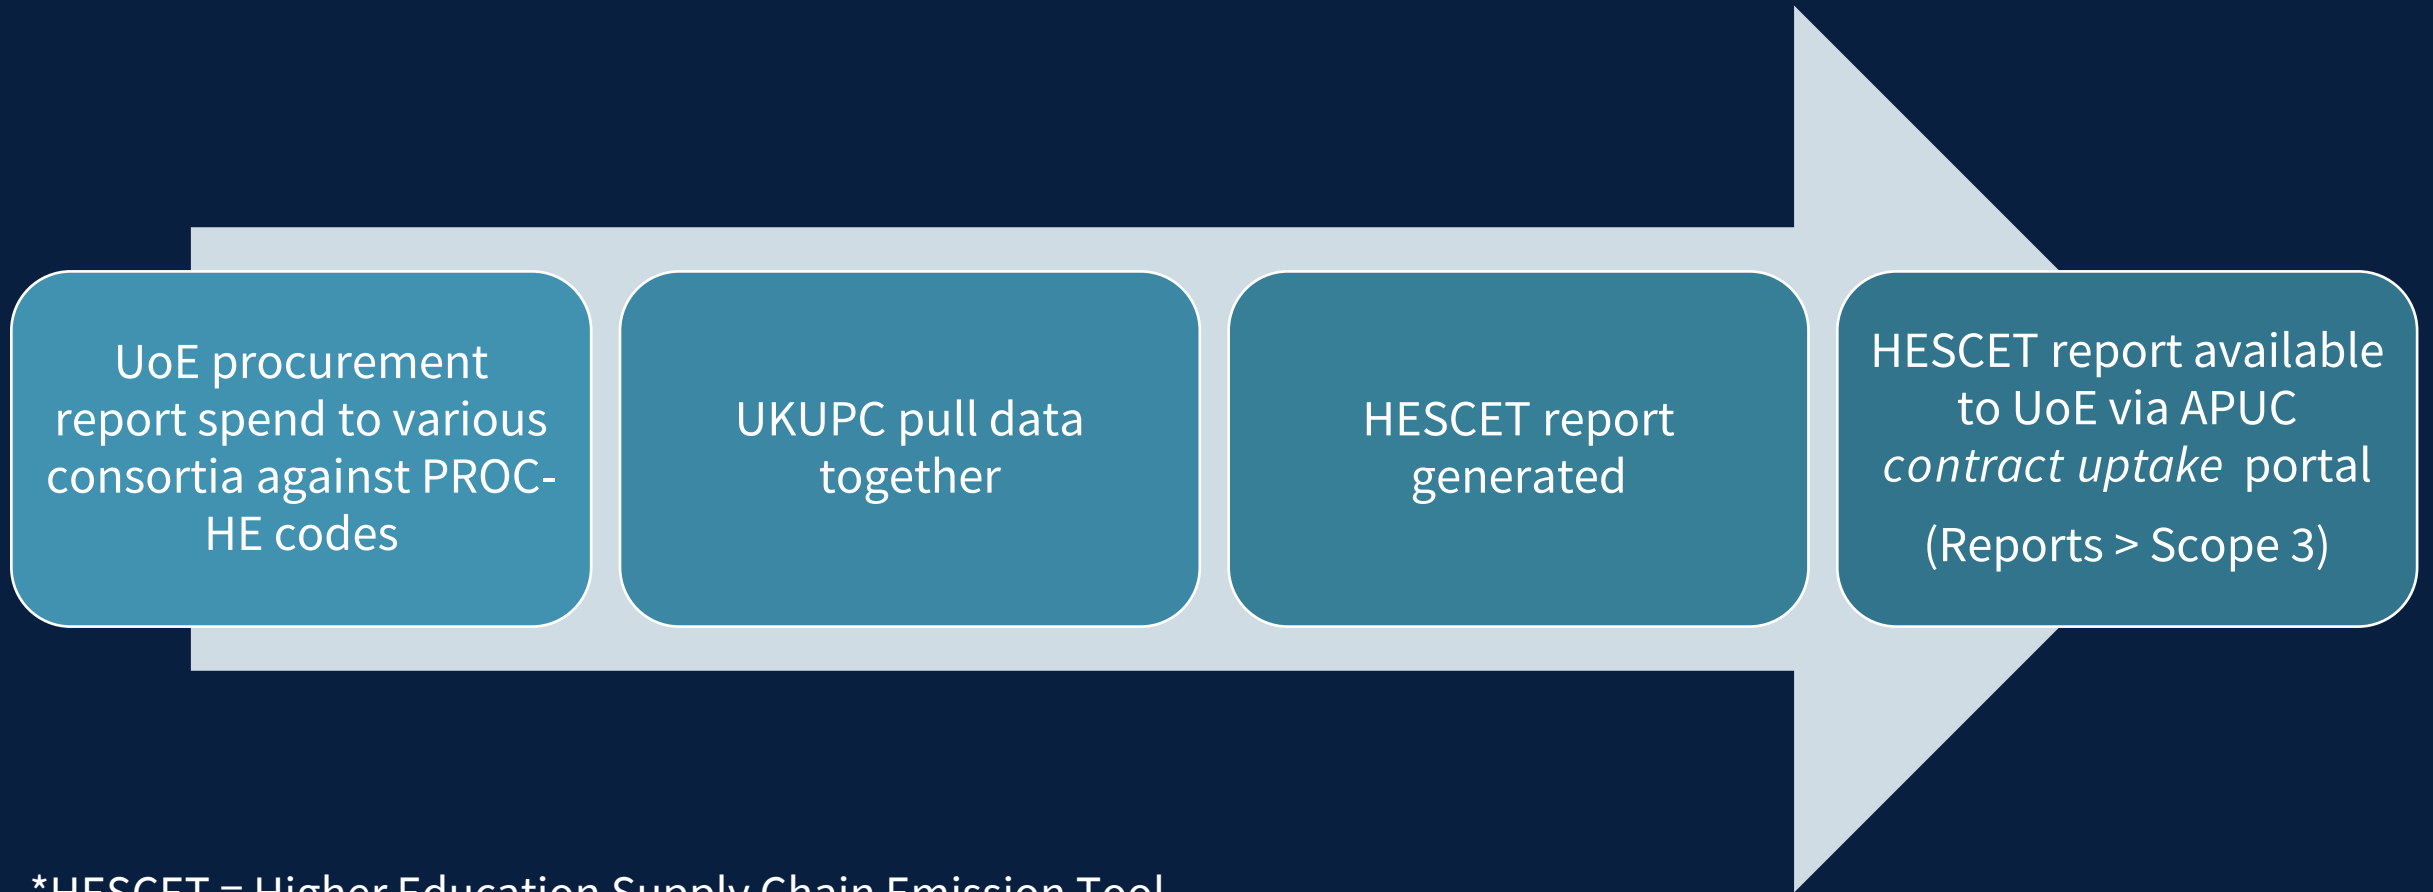 UoE procurement
report spend to various
consortia against PROC-
HE codes
UKUPC pull data
together
HESCET report
generated
HESCET report available
to UoE via APUC
contract uptake portal
(Reports > Scope 3)
*HESCET = Higher Education Supply Chain Emission Tool